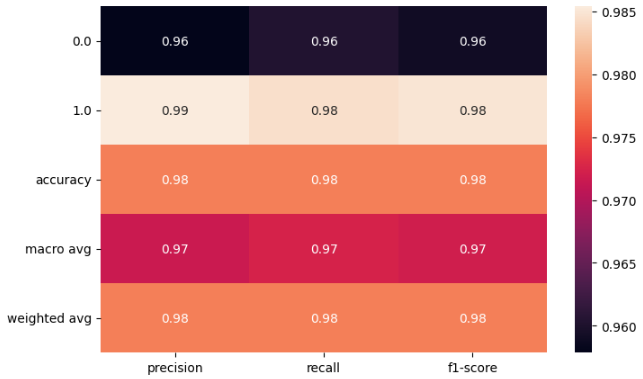 0.985
0.0 0.96 0.96 0.96
0.980
1.0 0.99 0.98 0.98
0.975
accuracy 0.98 0.98 0.98
0.970
macro avg 0.97 0.97 0.97
0.965
weighted avg 0.98 0.98 0.98
0.960
precision recall f1-score